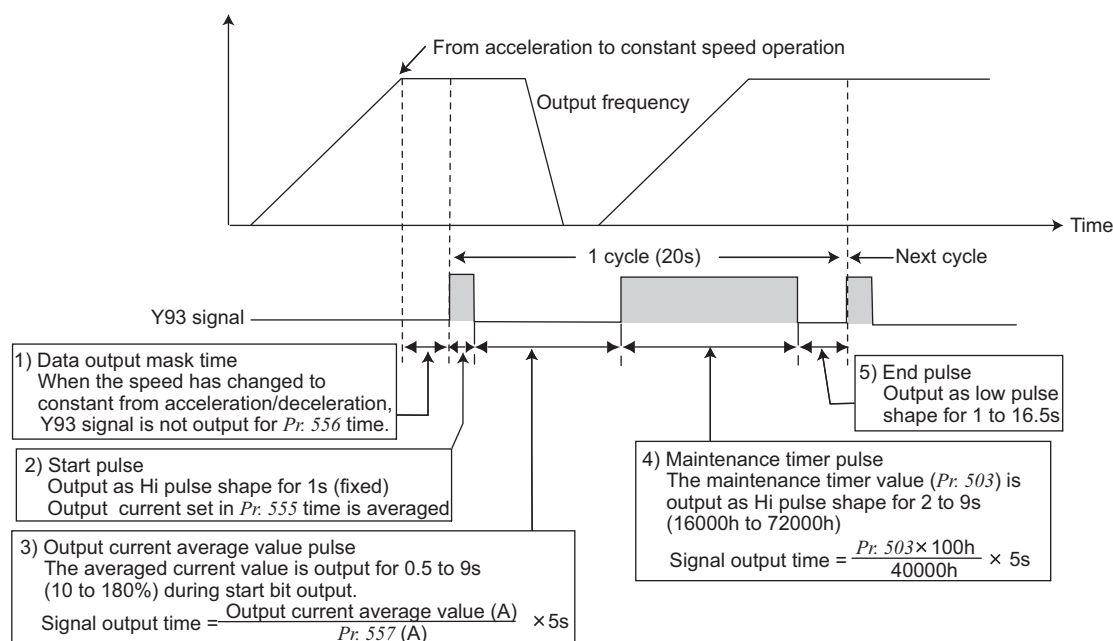 From acceleration to constant speed operation
Output frequency
Time
1 cycle (20s)
Next cycle
Y93 signal
1) Data output mask time
When the speed has changed to
constant from acceleration/deceleration,
Y93 signal is not output for Pr. 556 time.
2) Start pulse
Output as Hi pulse shape for 1s (fixed)
Output current set in Pr. 555 time is averaged
3) Output current average value pulse
The averaged current value is output for 0.5 to 9s
(10 to 180%) during start bit output.
Signal output time = Output current average value (A) / Pr. 557 (A) × 5s
4) Maintenance timer pulse
The maintenance timer value (Pr. 503) is
output as Hi pulse shape for 2 to 9s
(16000h to 72000h)
Signal output time = Pr. 503 × 100h / 40000h × 5s
5) End pulse
Output as low pulse
shape for 1 to 16.5s